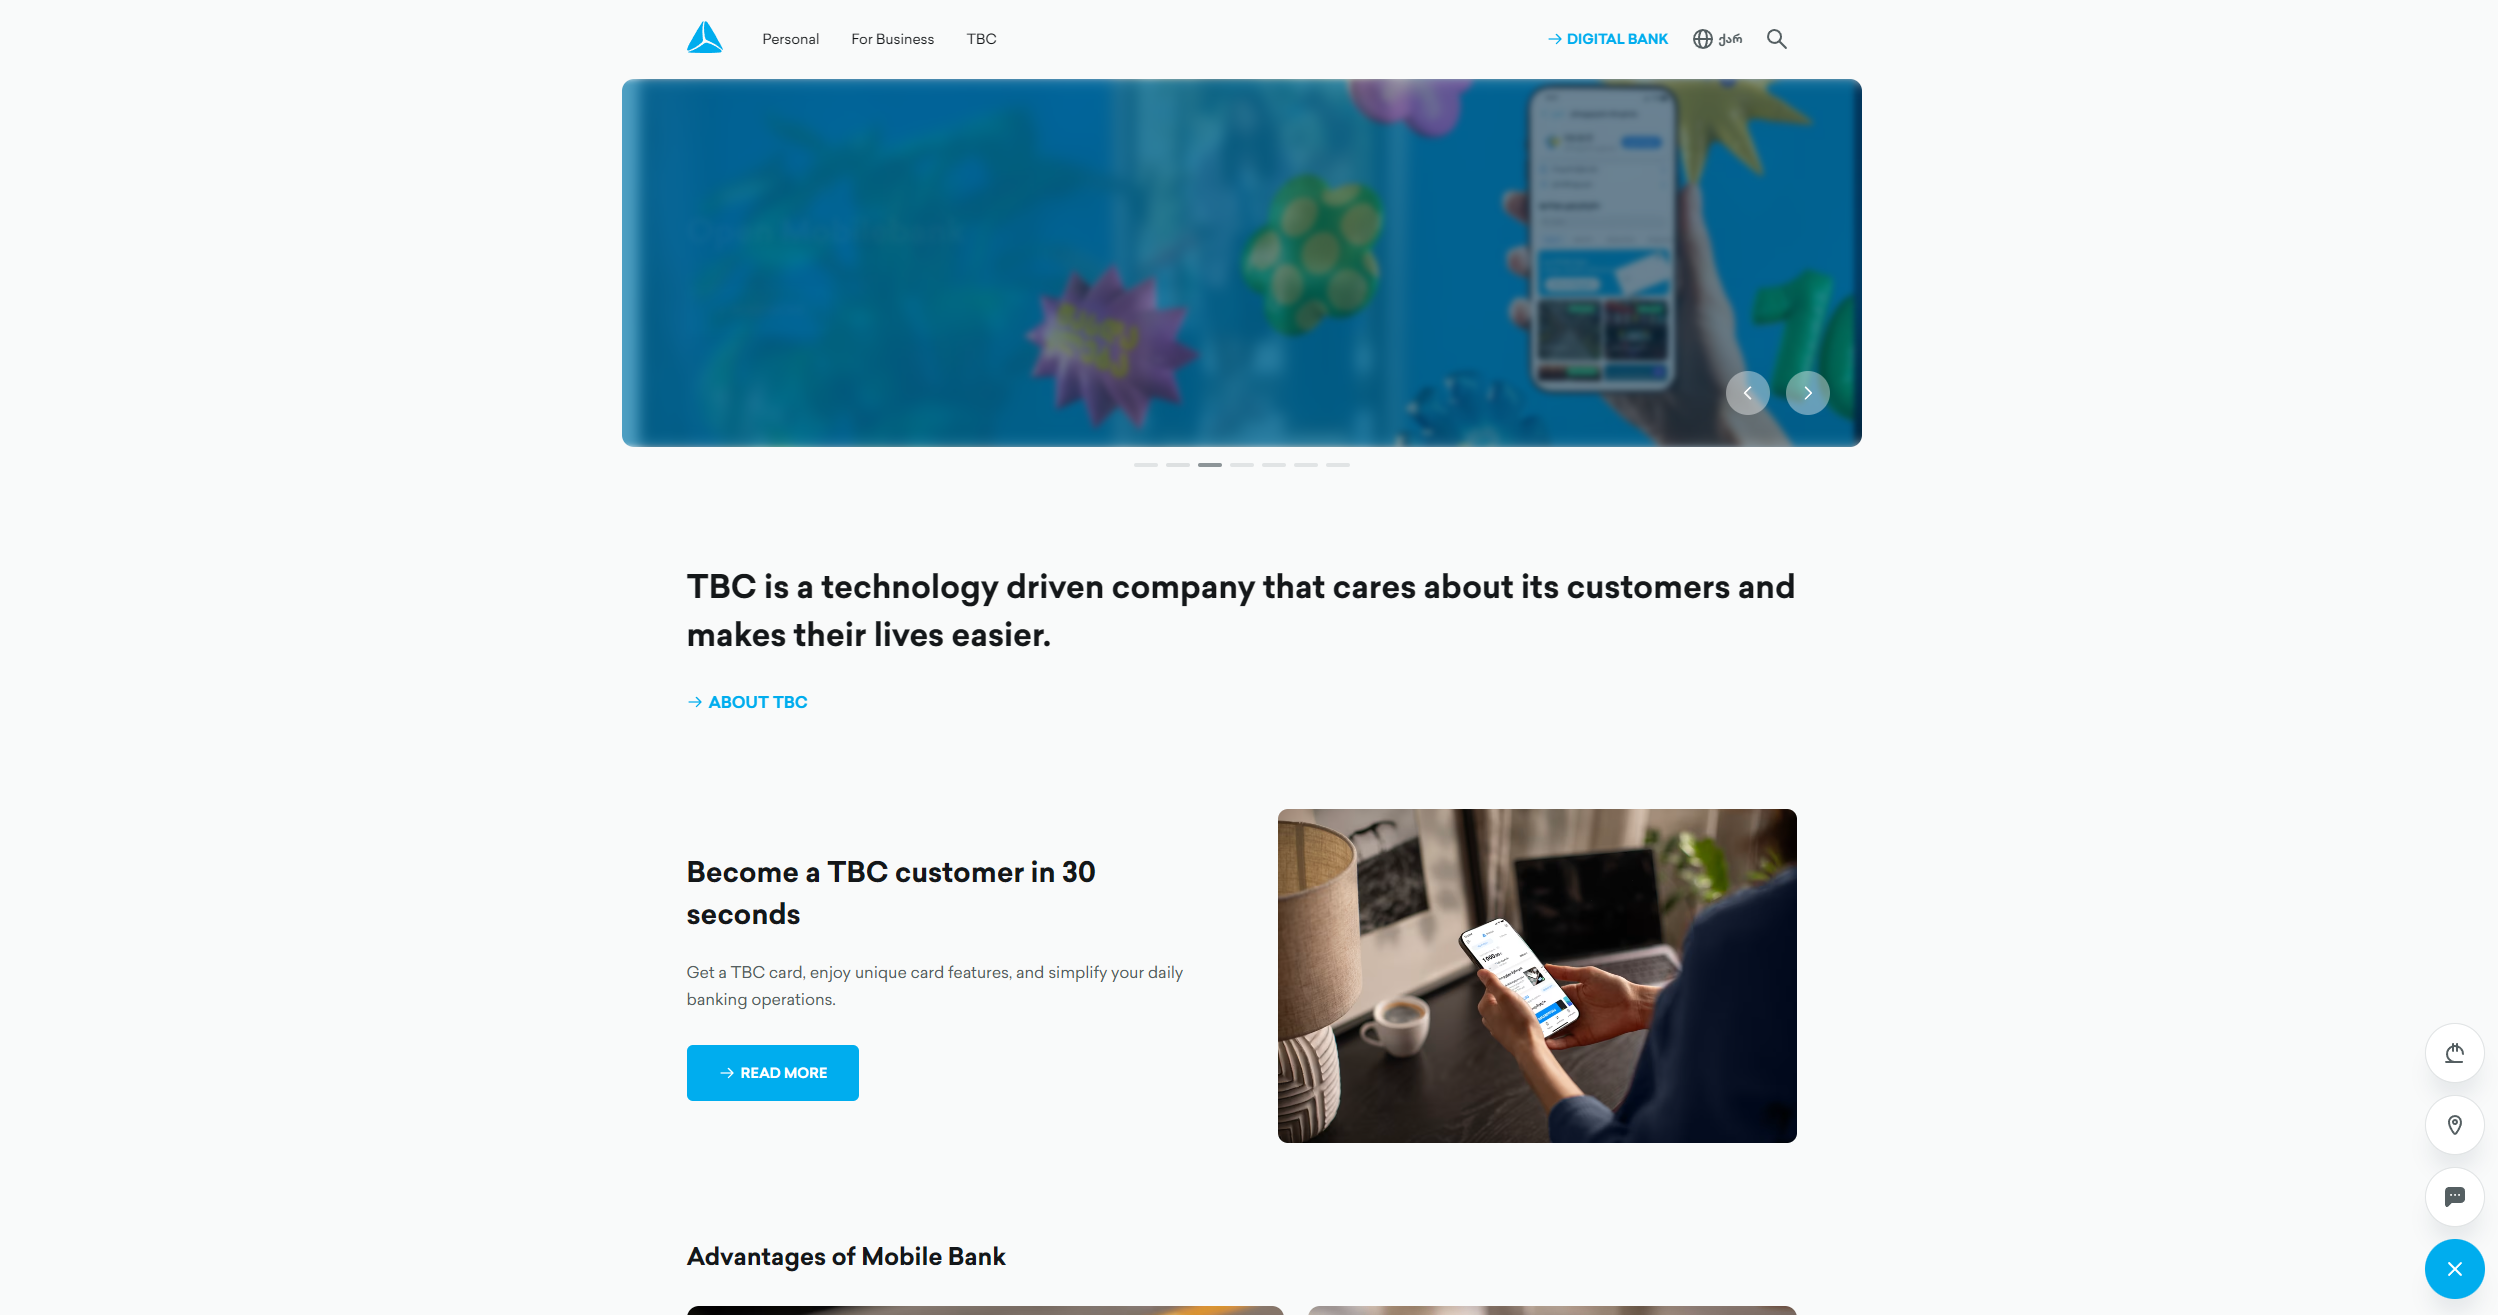 Personal
For Business
TBC
DIGITAL BANK
ქარ
TBC is a technology driven company that cares about its customers and
makes their lives easier.
ABOUT TBC
Become a TBC customer in 30
seconds
Get a TBC card, enjoy unique card features, and simplify your daily
banking operations.
READ MORE
Advantages of Mobile Bank